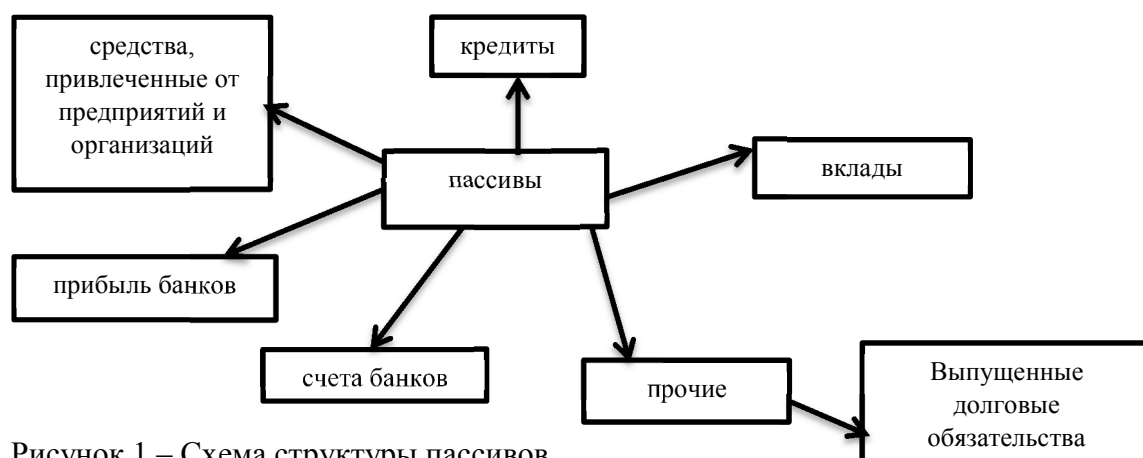 средства,
привлеченные от
предприятий и
организаций
кредиты
пассивы
вклады
прибыль банков
счета банков
прочие
Выпущенные
долговые
обязательства
Рисунок 1 – Схема структуры пассивов